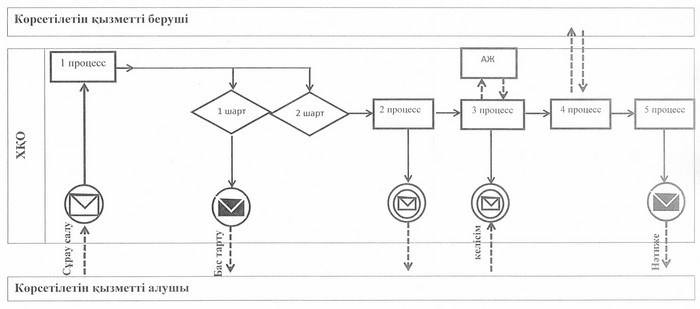 Көрсетілетін қызметті беруші
ХҚО
1 процесс
АЖ
1 шарт
2 шарт
2 процесс
3 процесс
4 процесс
5 процесс
Сұрау салу
Бас тарту
келісім
Нәтиже
Көрсетілетін қызметті алушы